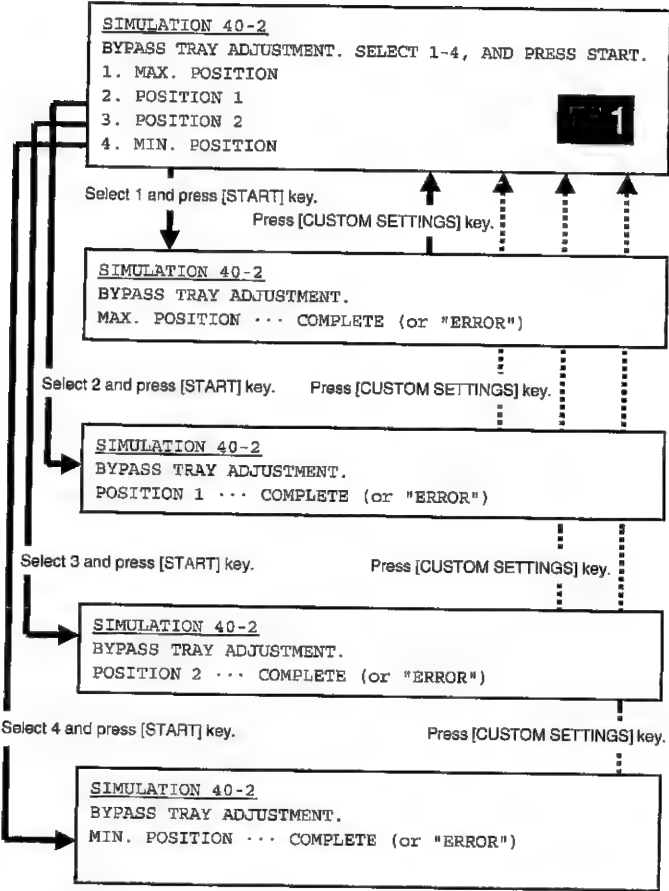 SIMULATION 40-2
BYPASS TRAY ADJUSTMENT. SELECT 1-4, AND PRESS START.
1. MAX. POSITION
2. POSITION 1
3. POSITION 2
4. MIN. POSITION
1
Select 1 and press [START] key.
Press [CUSTOM SETTINGS] key.
SIMULATION 40-2
BYPASS TRAY ADJUSTMENT.
MAX. POSITION ··· COMPLETE (or "ERROR")
Select 2 and press [START] key.
Press [CUSTOM SETTINGS] key.
SIMULATION 40-2
BYPASS TRAY ADJUSTMENT.
POSITION 1 ··· COMPLETE (or "ERROR")
Select 3 and press [START] key.
Press [CUSTOM SETTINGS] key.
SIMULATION 40-2
BYPASS TRAY ADJUSTMENT.
POSITION 2 ··· COMPLETE (or "ERROR")
Select 4 and press [START] key.
Press [CUSTOM SETTINGS] key.
SIMULATION 40-2
BYPASS TRAY ADJUSTMENT.
MIN. POSITION ··· COMPLETE (or "ERROR")